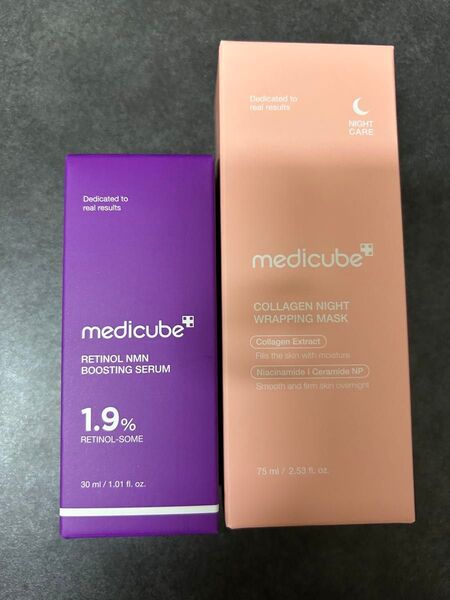 Dedicated to
real results
medicube
RETINOL NMN
BOOSTING SERUM
1.9%
RETINOL-SOME
30 ml / 1.01 fl. oz.
Dedicated to
real results
NIGHT
CARE
medicube
COLLAGEN NIGHT
WRAPPING MASK
Collagen Extract
Fills the skin with moisture
Niacinamide | Ceramide NP
Smooth and firm skin overnight
75 ml / 2.53 fl. oz.